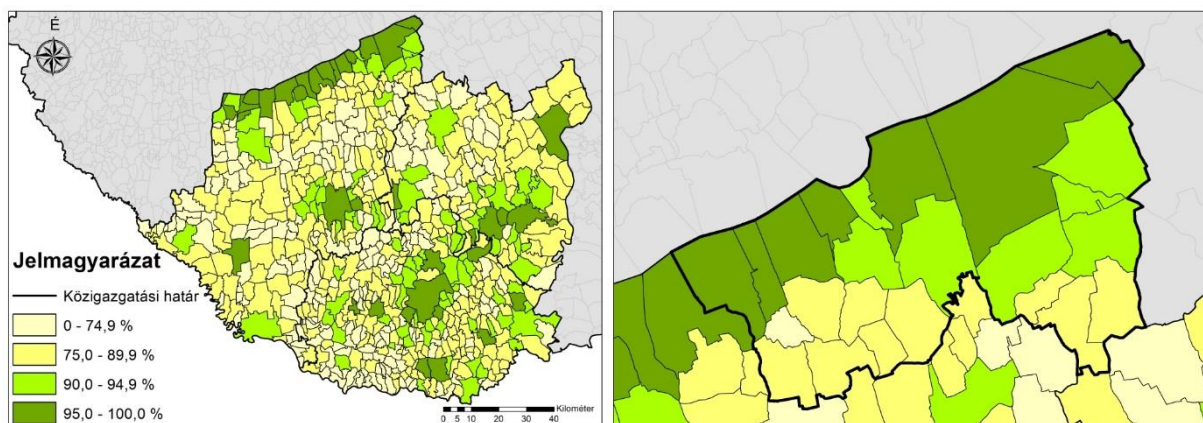 É
Jelmagyarázat
Közigazgatási határ
0 - 74,9 %
75,0 - 89,9 %
90,0 - 94,9 %
95,0 - 100,0 %
Kilométer
0 5 10 20 30 40